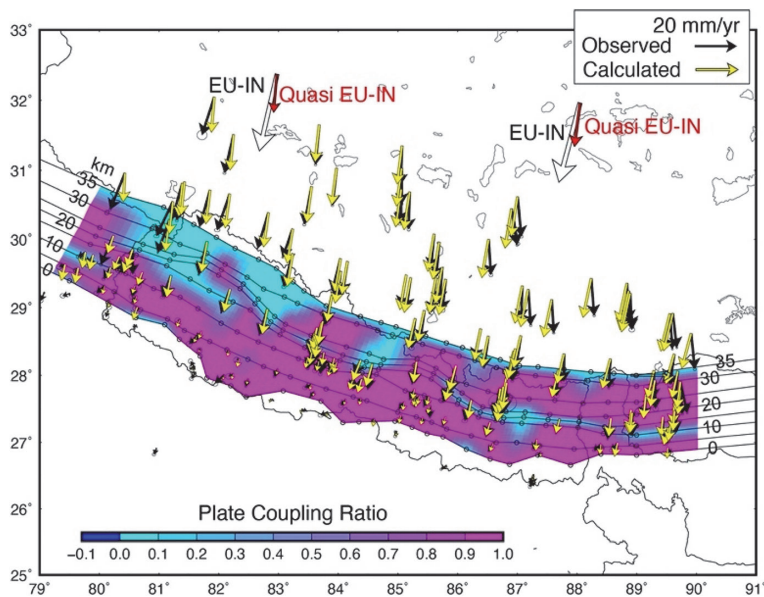 33°
20 mm/yr
Observed
Calculated
32°
EU-IN
Quasi EU-IN
EU-IN
Quasi EU-IN
31°
km
35
30
20
10
0
30°
29°
28°
27°
26°
25°
35
30
20
10
0
Plate Coupling Ratio
−0.1 0.0 0.1 0.2 0.3 0.4 0.5 0.6 0.7 0.8 0.9 1.0
79° 80° 81° 82° 83° 84° 85° 86° 87° 88° 89° 90° 91°